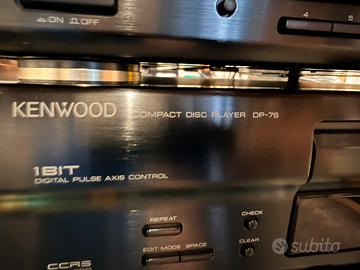 ON OFF
4 5
KENWOOD COMPACT DISC PLAYER DP-76
1BIT
DIGITAL PULSE AXIS CONTROL
REPEAT
CHECK
EDIT MODE SPACE
CLEAR
CCRS
subito